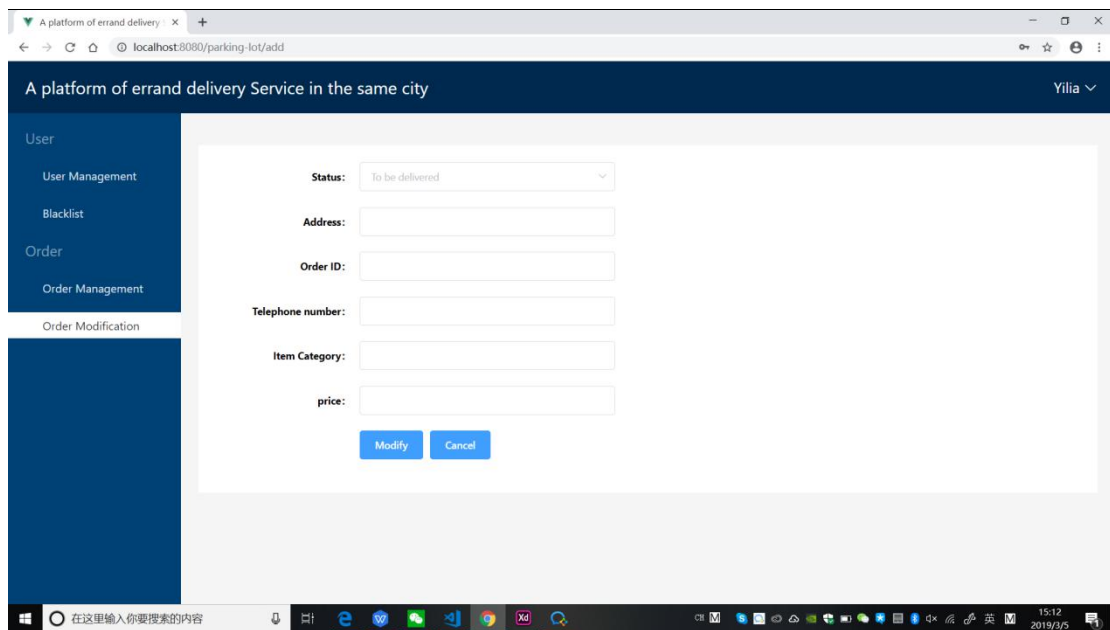 A platform of errand delivery
localhost:8080/parking-lot/add
A platform of errand delivery Service in the same city
Yilia
User
User Management
Blacklist
Order
Order Management
Order Modification
Status:
To be delivered
Address:
Order ID:
Telephone number:
Item Category:
price:
Modify
Cancel
在这里输入你要搜索的内容
Xd
CH
M
英
M
15:12
2019/3/5